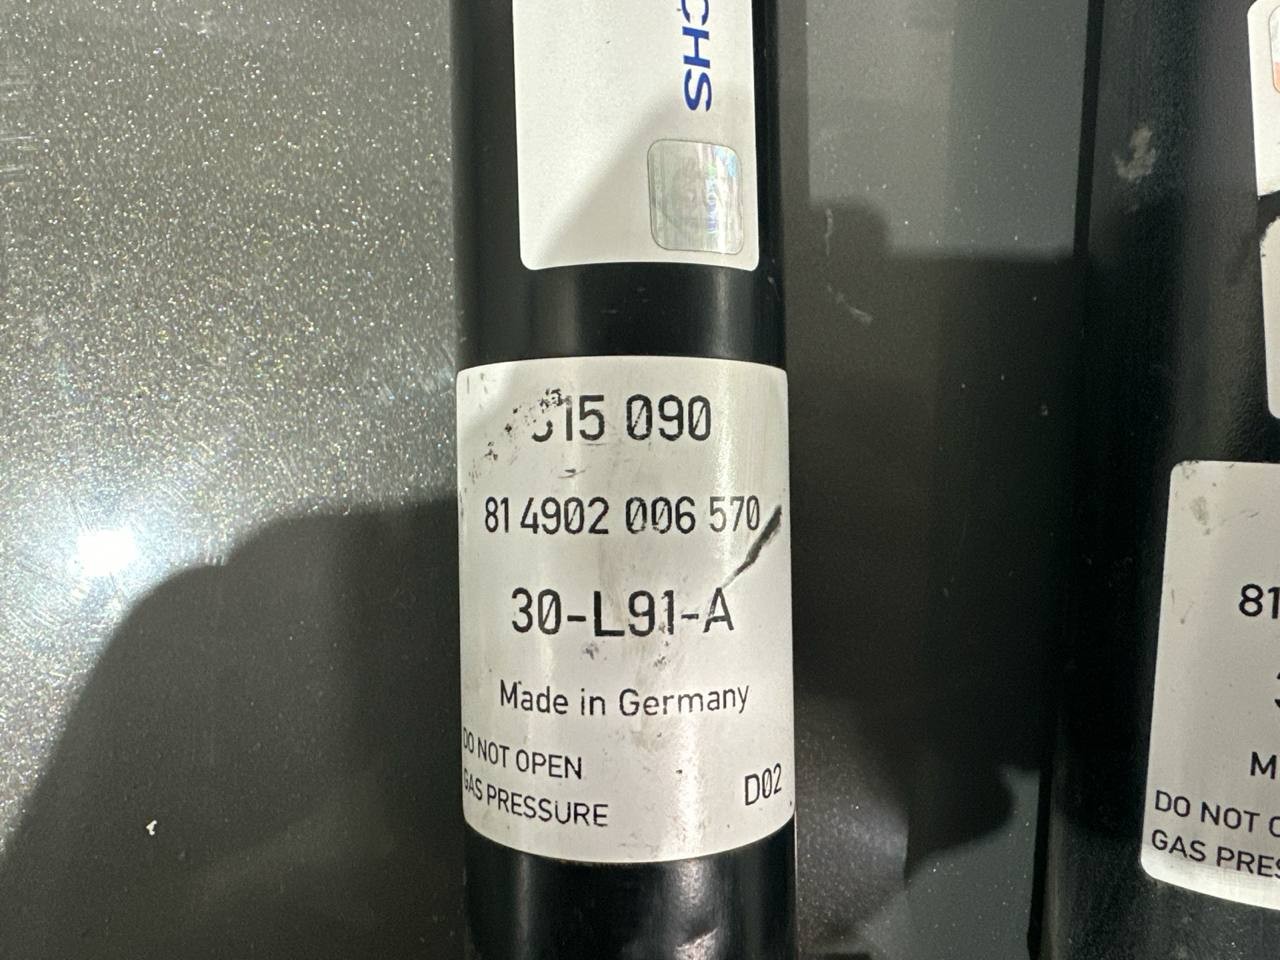 CHS
15 090
81 4902 006 570
30-L91-A
Made in Germany
DO NOT OPEN
GAS PRESSURE
D02
81
M
DO NOT O
GAS PRES